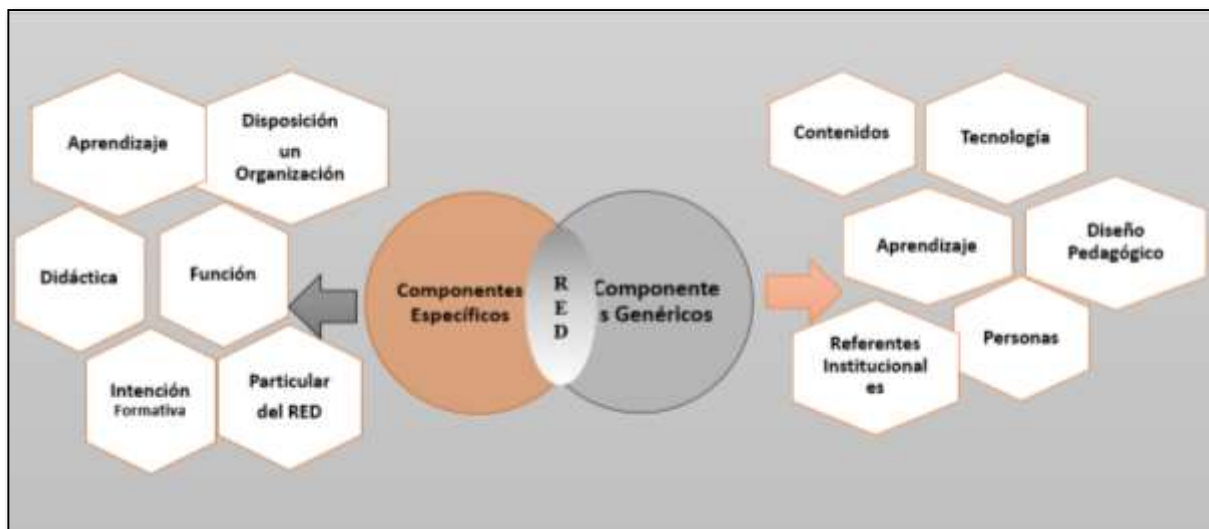 Aprendizaje
Disposición
un
Organización
Didáctica
Función
Intención
Formativa
Particular
del RED
Componentes
Específicos
R
E
D
Componente
s Genéricos
Contenidos
Tecnología
Aprendizaje
Diseño
Pedagógico
Referentes
Institucional
es
Personas